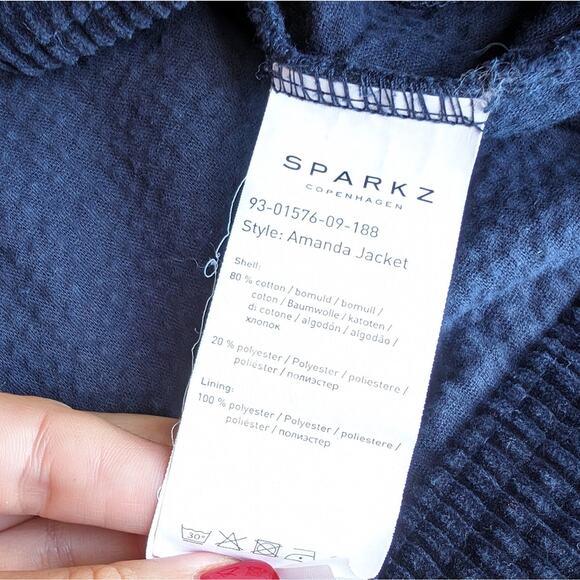 SPARKZ
COPENHAGEN
93-01576-09-188
Style: Amanda Jacket
Shell:
80 % cotton / bomuld / bomull /
coton / Baumwolle / katoten /
di cotone / algodón / algodão /
хлопок
20 % polyester / Polyester / poliestere /
poliéster / полиэстер
Lining:
100 % polyester / Polyester / poliestere /
poliéster / полиэстер
30°